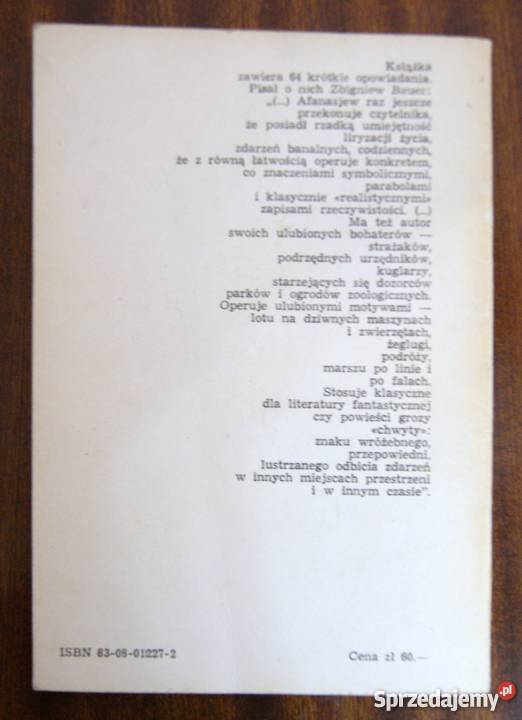 Książka
zawiera 64 krótkie opowiadania.
Pisał o nich Zbigniew Bauer:
„(...) Afanasjew raz jeszcze
przekonuje czytelnika,
że posiadł rzadką umiejętność
liryzacji życia,
zdarzeń banalnych, codziennych,
że z równą łatwością operuje konkretem,
co znaczeniami symbolicznymi,
parabolami
i klasycznie «realistycznymi»
zapisami rzeczywistości. (...)
Ma też autor
swoich ulubionych bohaterów —
strażaków,
podrzędnych urzędników,
kuglarzy,
starzejących się dozorców
parków i ogrodów zoologicznych.
Operuje ulubionymi motywami —
lotu na dziwnych maszynach
i zwierzętach,
żeglugi,
podróży,
marszu po linie i
po falach.
Stosuje klasyczne
dla literatury fantastycznej
czy powieści grozy
«chwyty»:
znaku wróżebnego,
przepowiedni,
lustrzanego odbicia zdarzeń
w innych miejscach przestrzeni
i w innym czasie”.
ISBN 83-08-01227-2
Cena zł 60.—
Sprzedajemy.pl